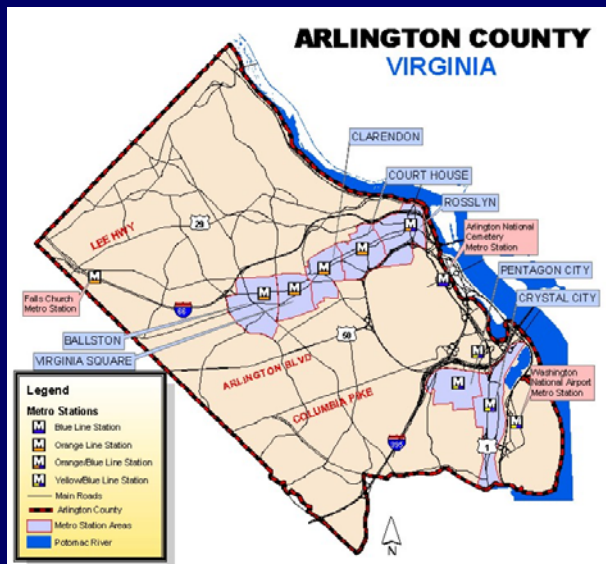 ARLINGTON COUNTY
VIRGINIA
CLARENDON
COURT HOUSE
ROSSLYN
Arlington National
Cemetery
Metro Station
PENTAGON CITY
CRYSTAL CITY
LEE HWY
29
M
M
M
M
M
M
M
Falls Church
Metro Station
66
BALLSTON
VIRGINIA SQUARE
50
ARLINGTON BLVD
COLUMBIA PIKE
M
M
M
M
Washington
National Airport
Metro Station
395
1
N
Legend
Metro Stations
M Blue Line Station
M Orange Line Station
M Orange/Blue Line Station
M Yellow/Blue Line Station
Main Roads
Arlington County
Metro Station Areas
Potomac River